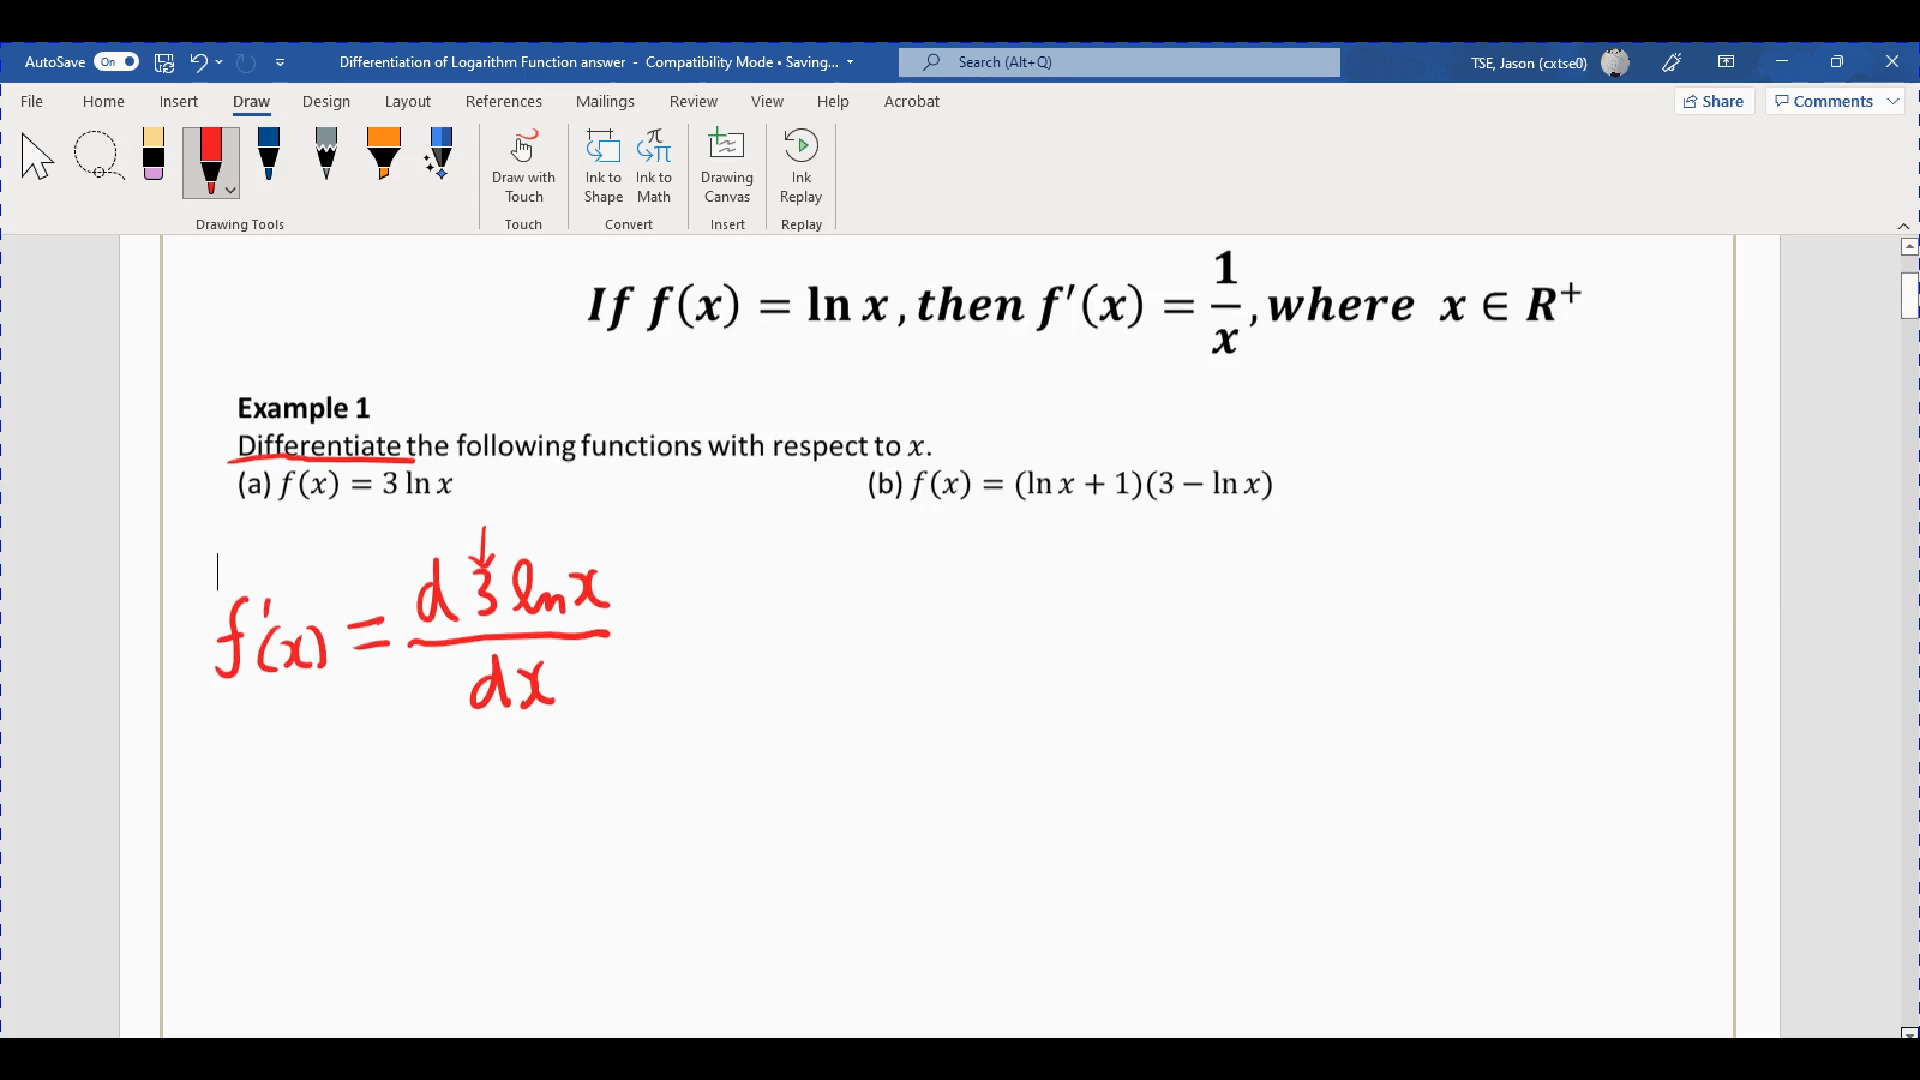 AutoSave On Differentiation of Logarithm Function answer - Compatibility Mode • Saving... Search (Alt+Q) TSE, Jason (cxtse0)
File Home Insert Draw Design Layout References Mailings Review View Help Acrobat Share Comments
Draw with Touch
Ink to Shape
Ink to Math
Drawing Canvas
Ink Replay
Drawing Tools Touch Convert Insert Replay
If f(x) = ln x , then f'(x) = 1/x, where x ∈ R⁺
Example 1
Differentiate the following functions with respect to x.
(a) f(x) = 3 ln x (b) f(x) = (ln x + 1)(3 − ln x)
f'(x) = d 3 ln x / dx